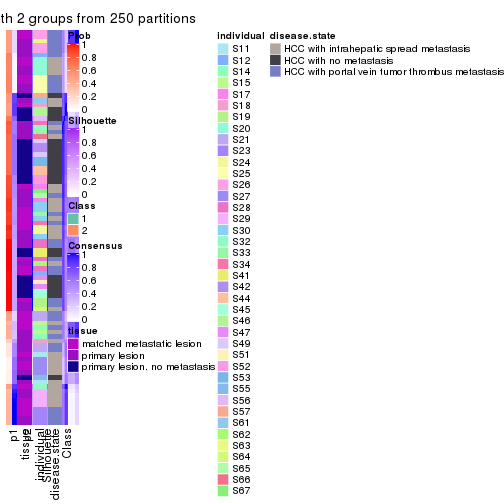 th 2 groups from 250 partitions
Prob
1
0.8
0.6
0.4
0.2
0
Silhouette
1
0.8
0.6
0.4
0.2
0
Class
1
2
Consensus
1
0.8
0.6
0.4
0.2
0
tissue
matched metastatic lesion
primary lesion
primary lesion, no metastasis
individual
S11
S12
S14
S15
S17
S18
S19
S20
S21
S23
S24
S25
S26
S27
S28
S29
S30
S32
S33
S34
S41
S42
S44
S45
S46
S47
S49
S51
S52
S53
S55
S56
S57
S61
S62
S63
S64
S65
S66
S67
disease.state
HCC with intrahepatic spread metastasis
HCC with no metastasis
HCC with portal vein tumor thrombus metastasis
p1
p2
tissue
individual
Silhouette
disease.state
Class